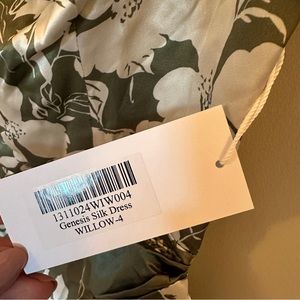 1311024WIW004
Genesis Silk Dress
WILLOW-4